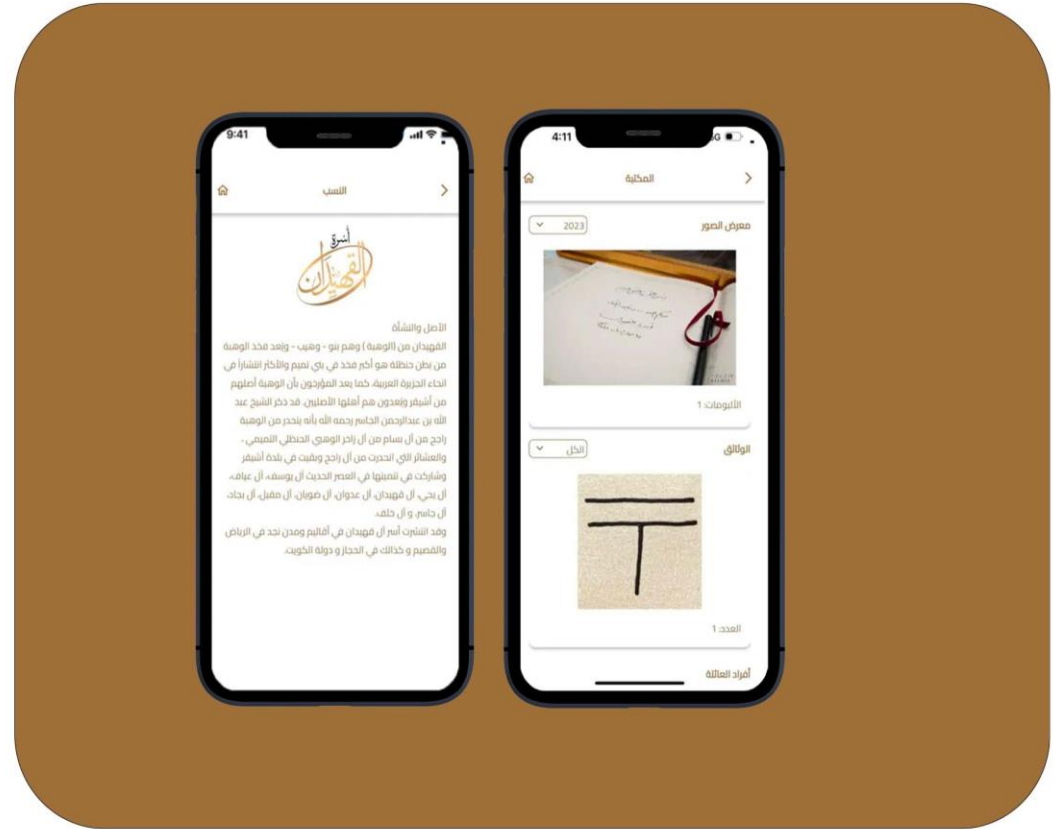 9:41
النسب
أسرة
القهيدان
الأصل والنشأة
القهيدان من (الوهبة ) وهم بنو - وهيب - ويُعد فخذ الوهبة
من بطن حنظلة هو أكبر فخذ في بني تميم والأكثر انتشاراً في
انحاء الجزيرة العربية، كما يعد المؤرخون بأن الوهبة أصلهم
من أشيقر ويُعدون هم أهلها الأصليين. قد ذكر الشيخ عبد
الله بن عبدالرحمن الجاسر رحمه الله بأنه ينحدر من الوهبة
راجح من آل بسام من آل زاخر الوهبي الحنظلي التميمي ،
والعشائر التي انحدرت من آل راجح وبقيت في بلدة أشيقر
وشاركت في تنميتها في العصر الحديث آل يوسف، آل عياف،
آل يحي، آل قهيدان، آل عدوان، آل ضويان، آل مقبل، آل بجاد،
آل جاسر، و آل خلف.
وقد انتشرت أسر آل قهيدان في أقاليم ومدن نجد في الرياض
والقصيم و كذالك في الحجاز و دولة الكويت.
4:11
المكتبة
معرض الصور
2023
الألبومات: 1
الوثائق
الكل
العدد: 1
أفراد العائلة